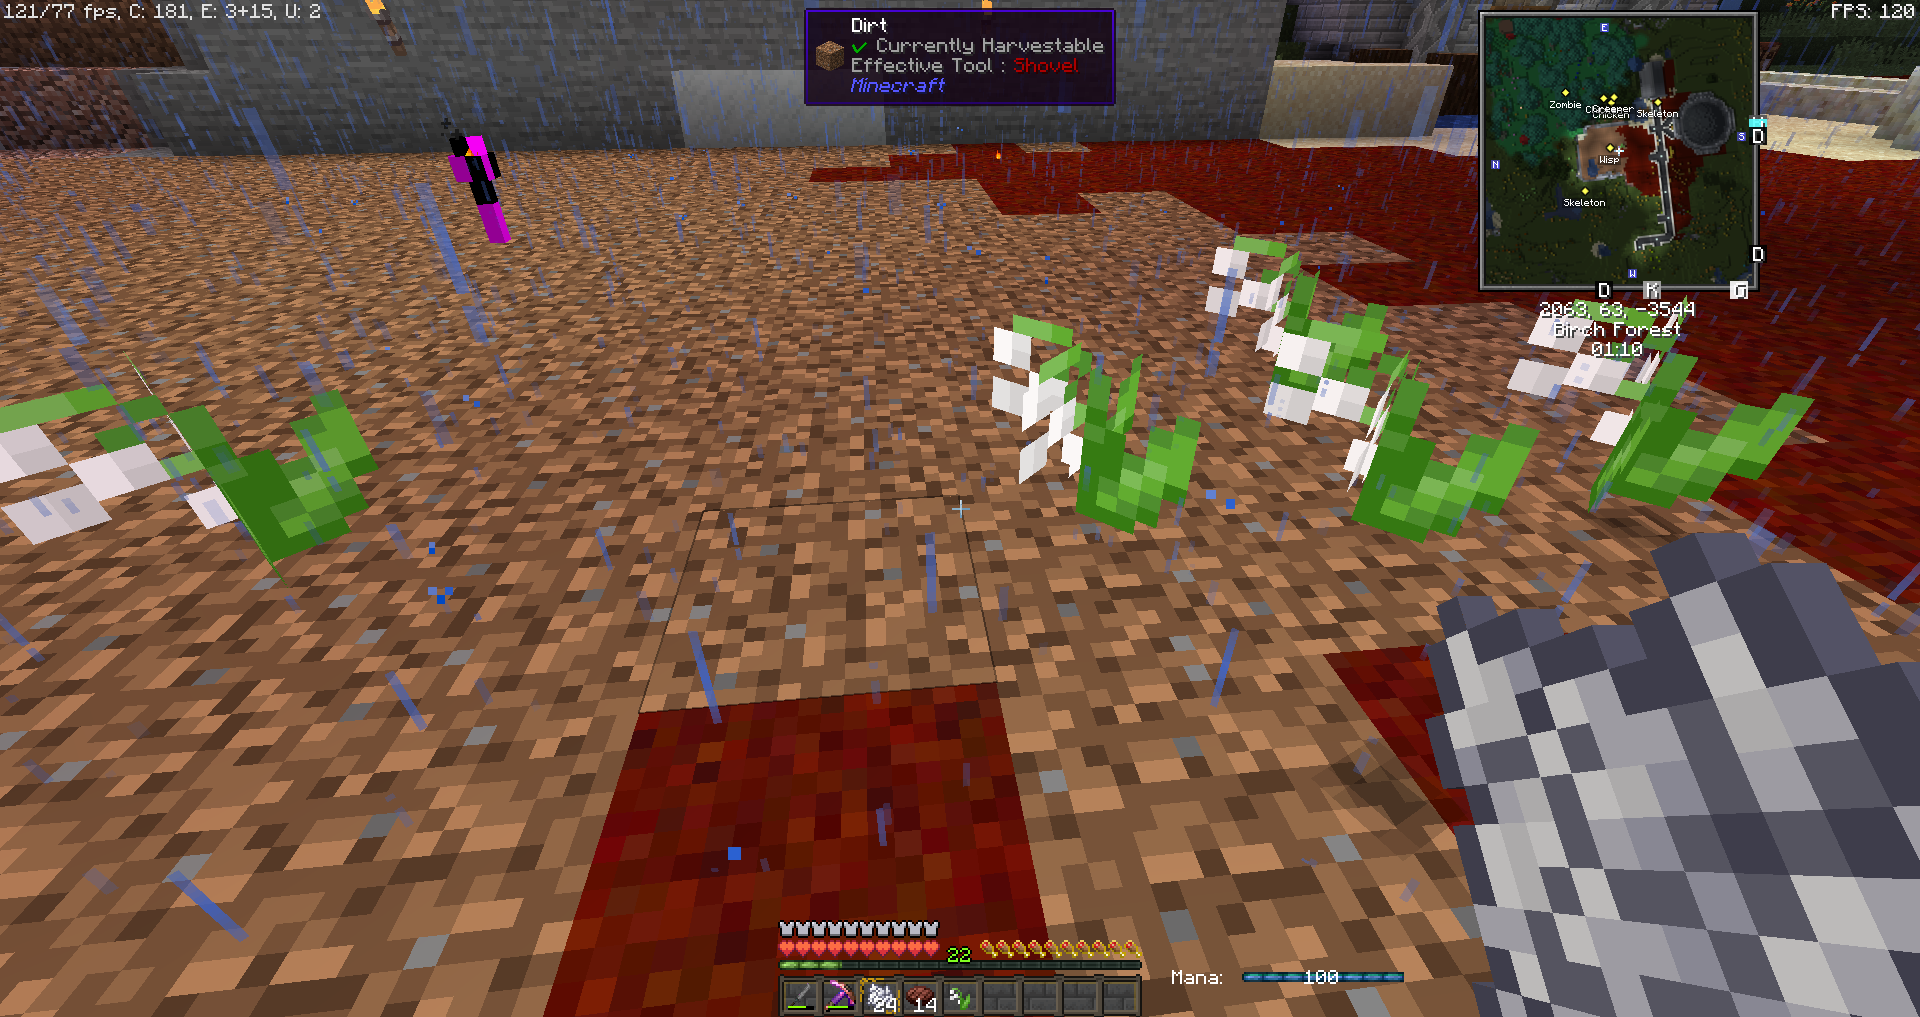 121/77 fps, C: 181, E: 3+15, U: 2
Dirt
✓ Currently Harvestable
Effective Tool : Shovel
Minecraft
FPS: 120
E
Zombie
Creeper
Chicken
Skeleton
S
D
N
Wisp
Skeleton
D
W
D
K
G
2063, 63, -3544
Birch Forest
01:10
22
Mana: 100
24
14